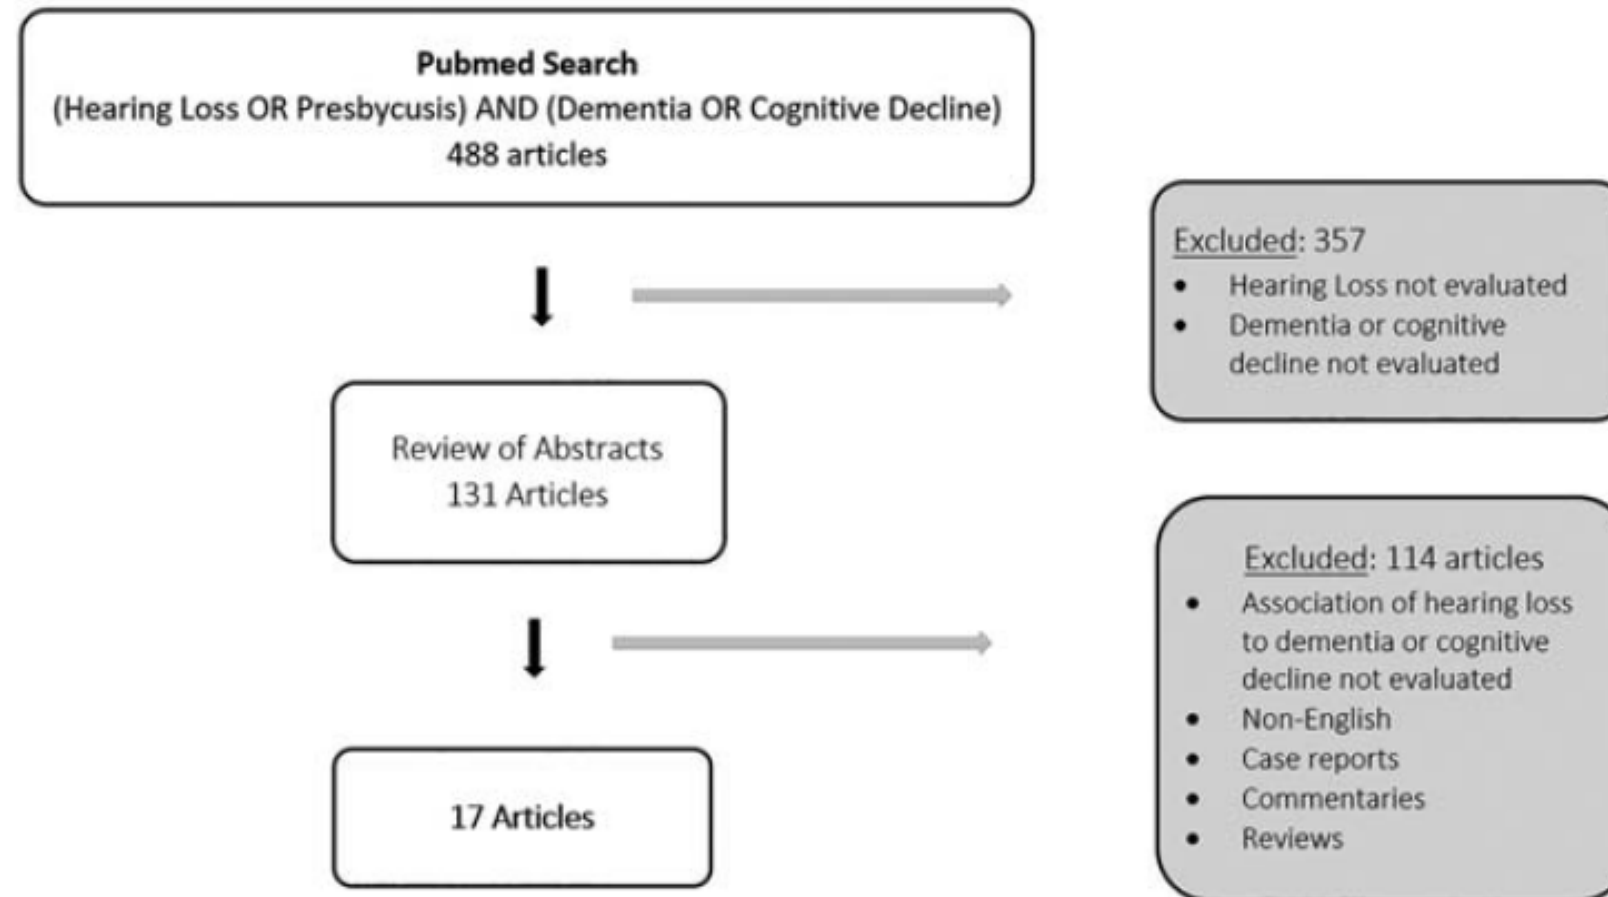 Pubmed Search
(Hearing Loss OR Presbycusis) AND (Dementia OR Cognitive Decline)
488 articles
Excluded: 357
• Hearing Loss not evaluated
• Dementia or cognitive
decline not evaluated
Review of Abstracts
131 Articles
Excluded: 114 articles
• Association of hearing loss
to dementia or cognitive
decline not evaluated
• Non-English
• Case reports
• Commentaries
• Reviews
17 Articles